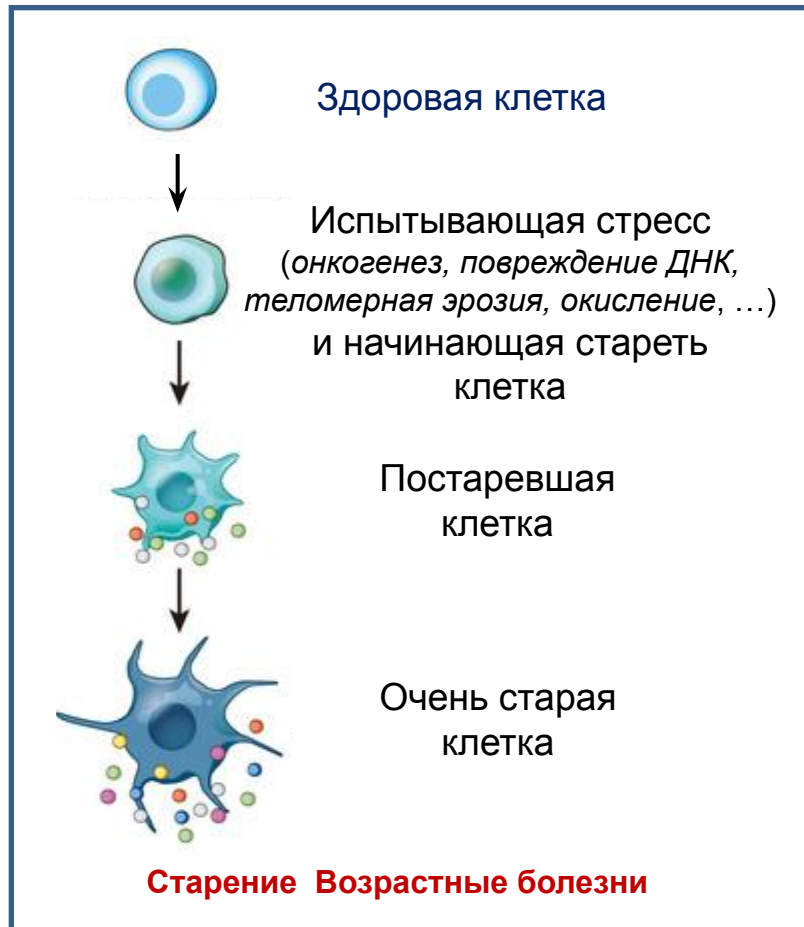 Здоровая клетка
Испытывающая стресс
(онкогенез, повреждение ДНК,
теломерная эрозия, окисление, …)
и начинающая стареть
клетка
Постаревшая
клетка
Очень старая
клетка
Старение  Возрастные болезни